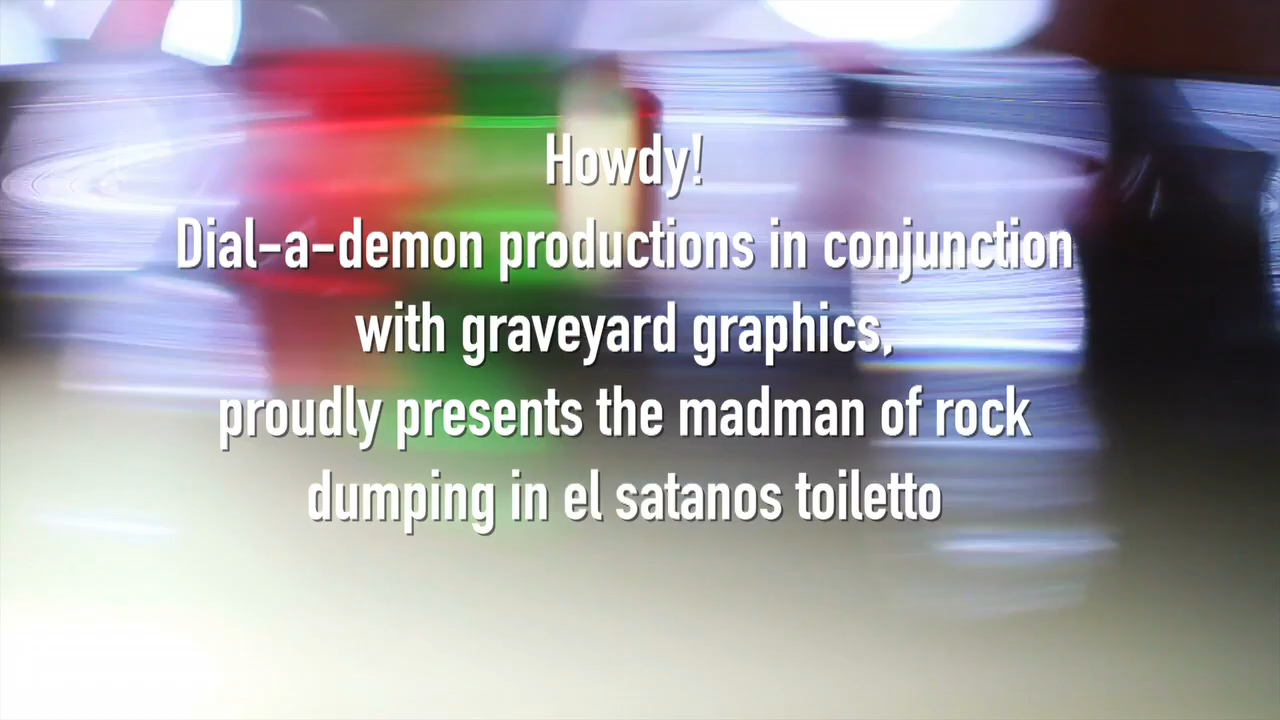 Howdy!
Dial-a-demon productions in conjunction
with graveyard graphics,
proudly presents the madman of rock
dumping in el satanos toiletto